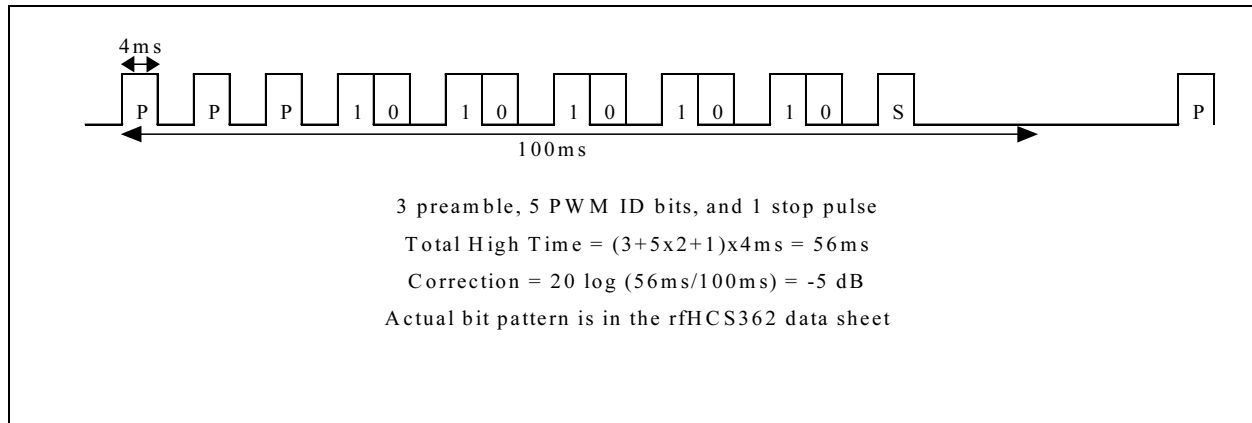 4ms
P P P 1 0 1 0 1 0 1 0 1 0 S P
100ms
3 preamble, 5 PWM ID bits, and 1 stop pulse
Total High Time = (3+5x2+1)x4ms = 56ms
Correction = 20 log (56ms/100ms) = -5 dB
Actual bit pattern is in the rfHCS362 data sheet